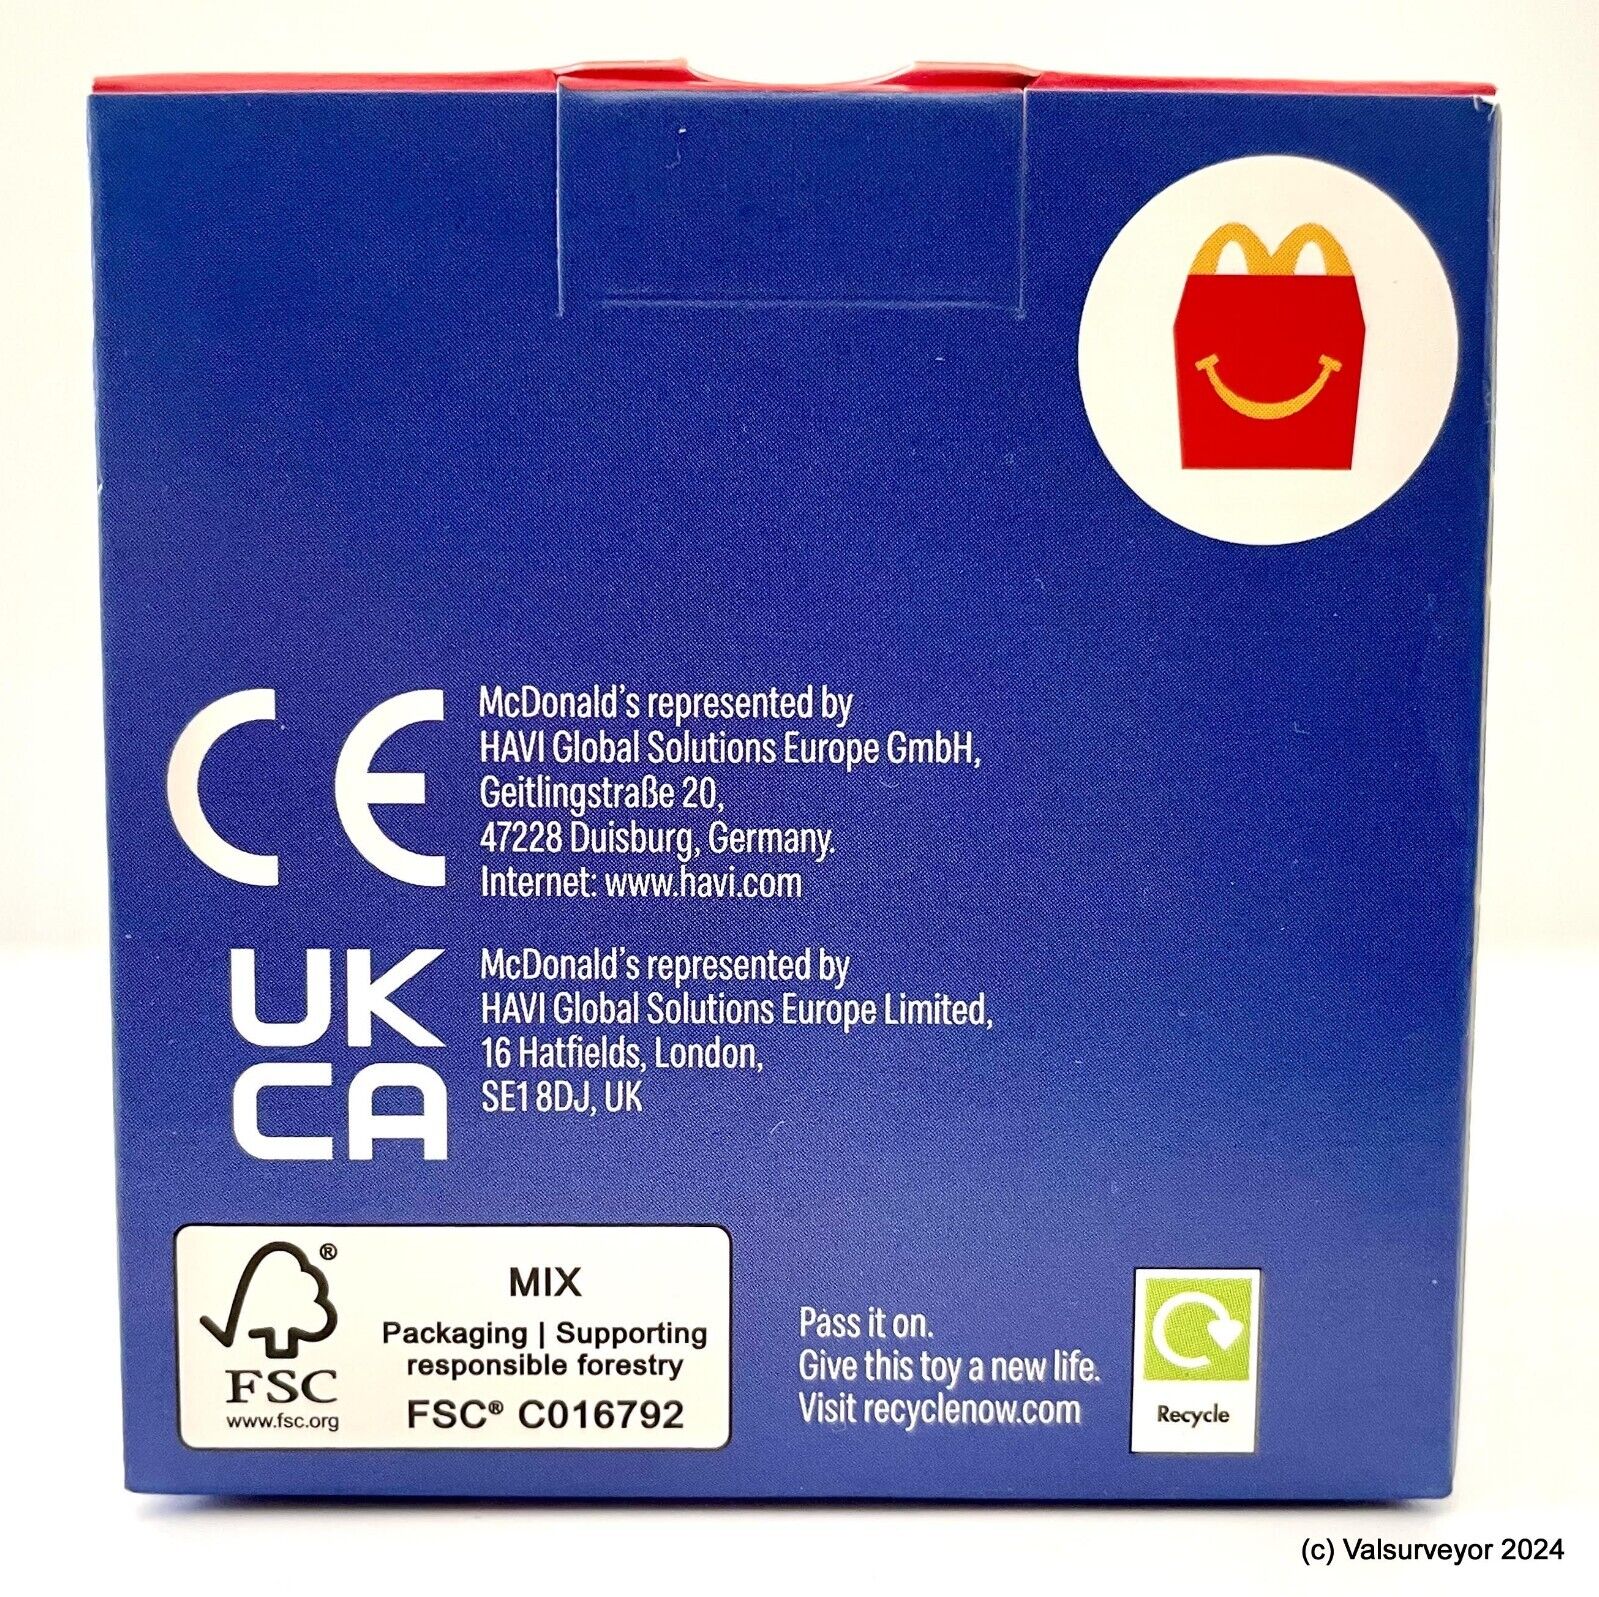 CE
McDonald's represented by
HAVI Global Solutions Europe GmbH,
Geitlingstraße 20,
47228 Duisburg, Germany.
Internet: www.havi.com
UK
CA
McDonald's represented by
HAVI Global Solutions Europe Limited,
16 Hatfields, London,
SE1 8DJ, UK
®
FSC
www.fsc.org
MIX
Packaging | Supporting
responsible forestry
FSC® C016792
Pass it on.
Give this toy a new life.
Visit recyclenow.com
Recycle
(c) Valsurveyor 2024